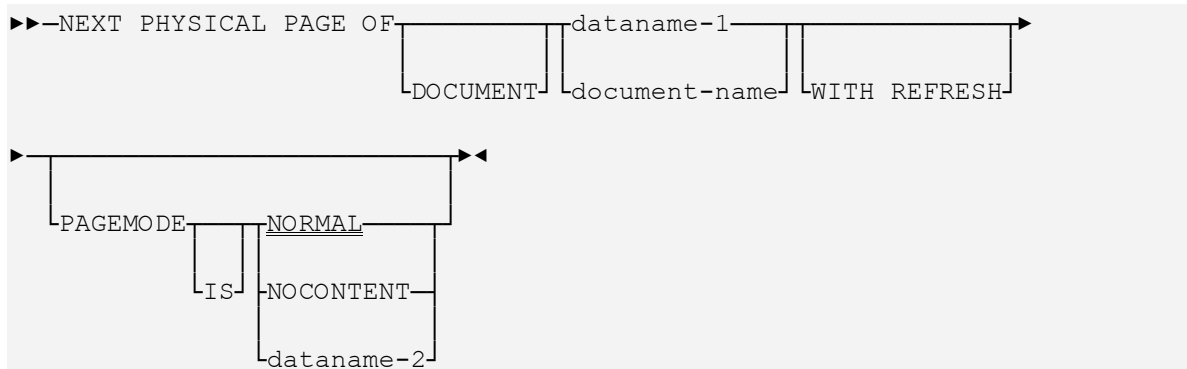 NEXT PHYSICAL PAGE OF dataname-1
DOCUMENT document-name WITH REFRESH
PAGEMODE NORMAL
IS NOCONTENT
dataname-2